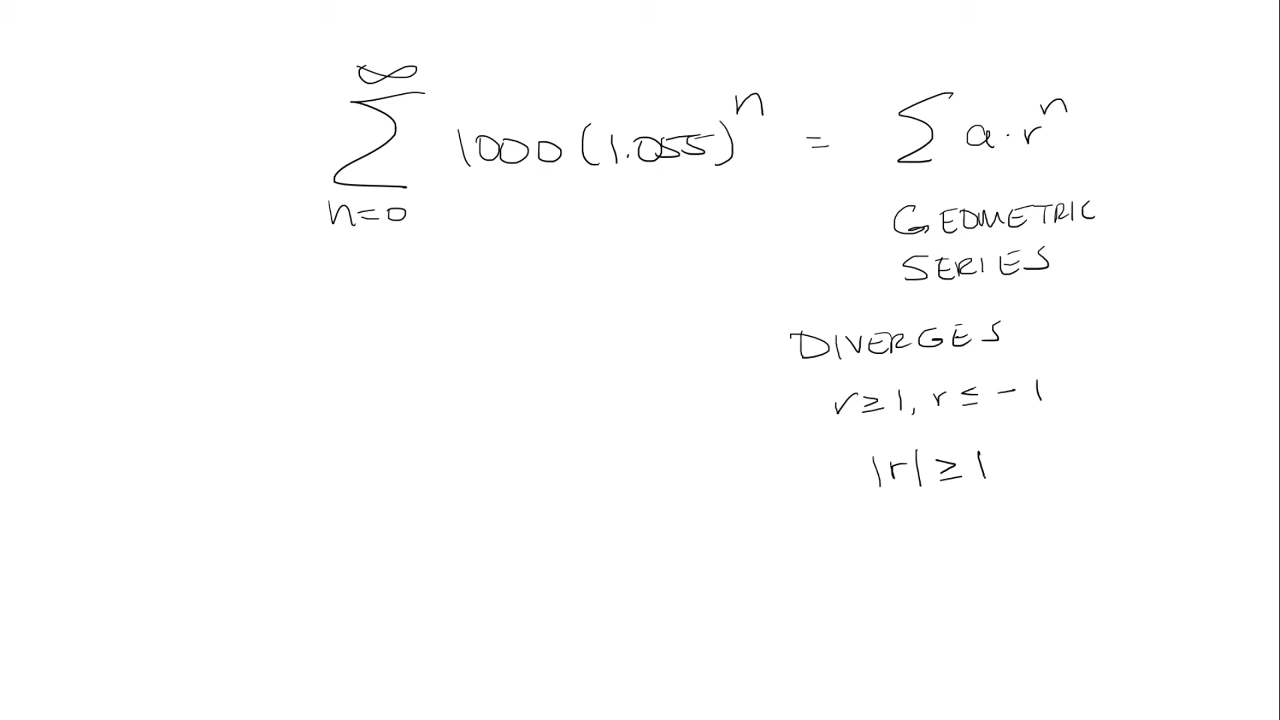 ∞
∑ 1000(1.055)ⁿ = ∑ a·rⁿ
n=0
GEOMETRIC
SERIES
DIVERGES
r ≥ 1, r ≤ -1
|r| ≥ 1